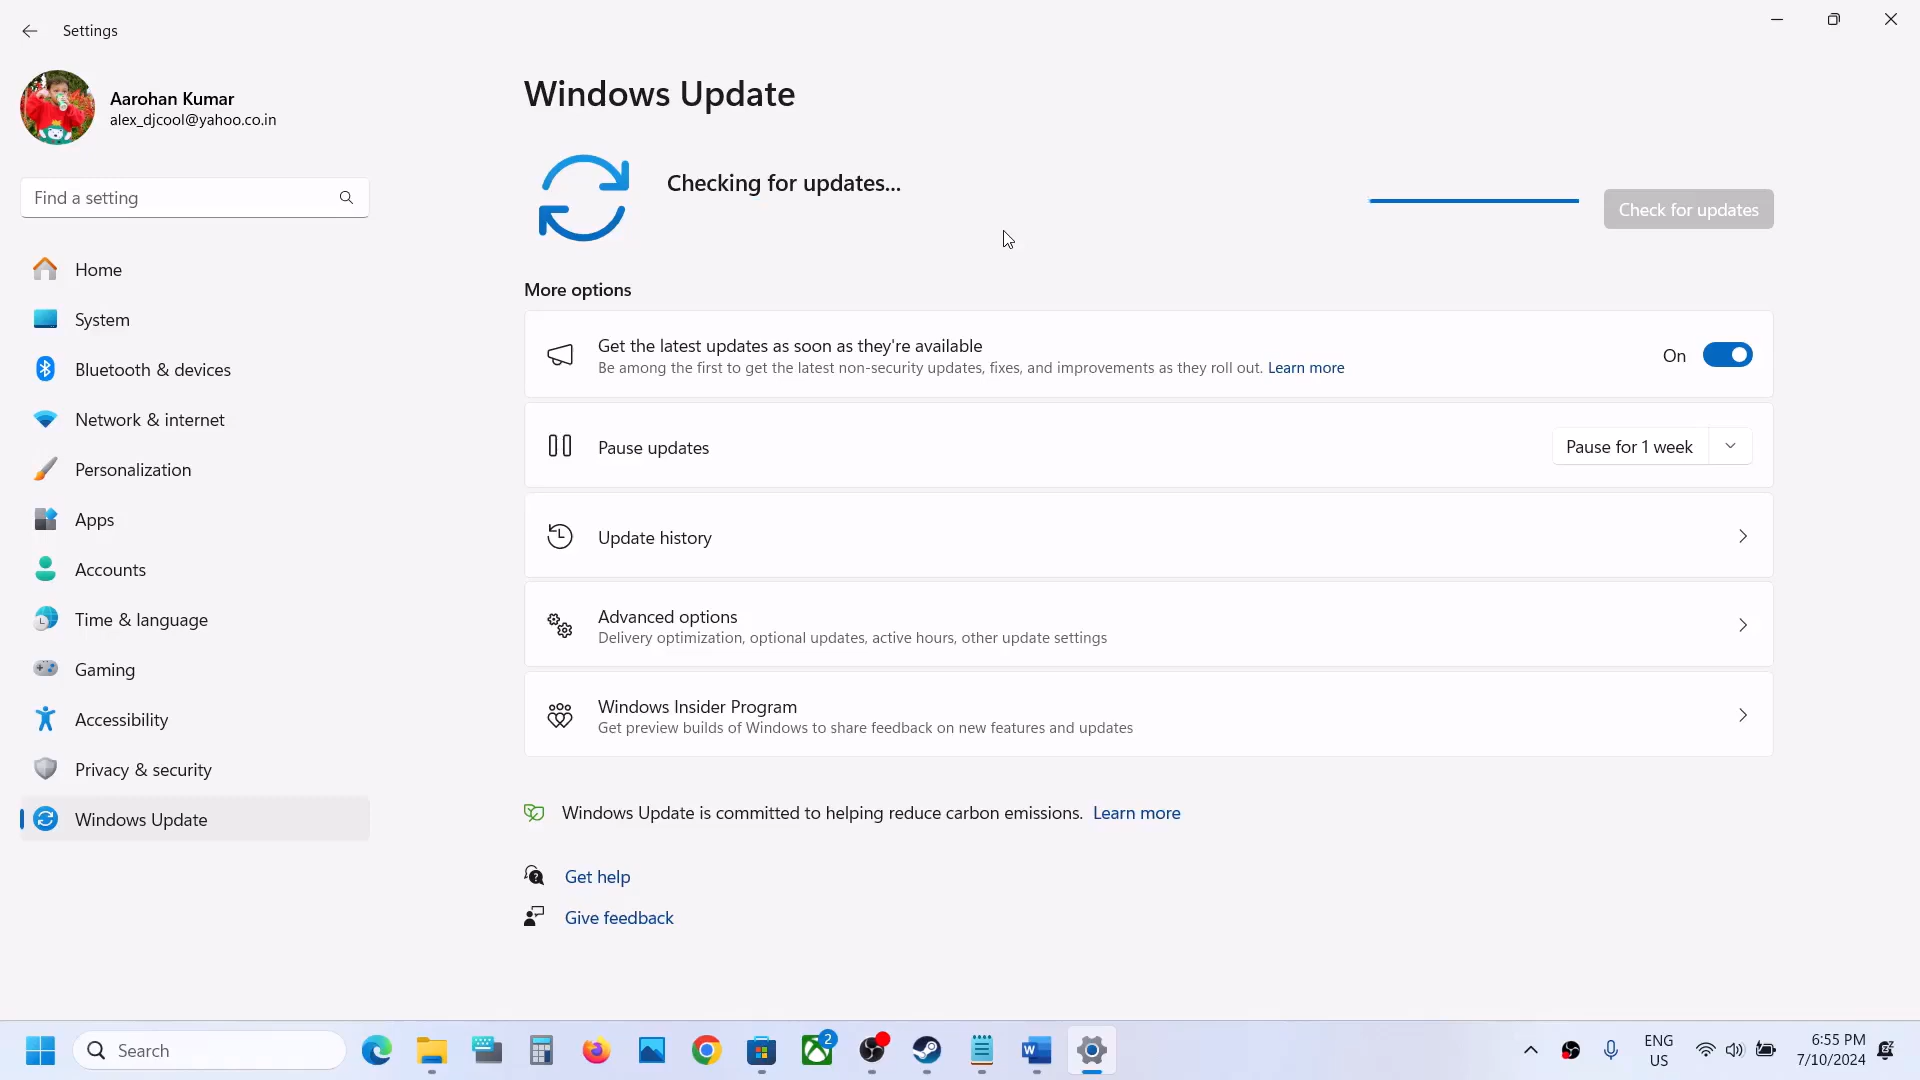 Settings
Aarohan Kumar
alex_djcool@yahoo.co.in
Find a setting
Home
System
Bluetooth & devices
Network & internet
Personalization
Apps
Accounts
Time & language
Gaming
Accessibility
Privacy & security
Windows Update
Windows Update
Checking for updates...
Check for updates
More options
Get the latest updates as soon as they're available
Be among the first to get the latest non-security updates, fixes, and improvements as they roll out. Learn more
On
Pause updates
Pause for 1 week
Update history
Advanced options
Delivery optimization, optional updates, active hours, other update settings
Windows Insider Program
Get preview builds of Windows to share feedback on new features and updates
Windows Update is committed to helping reduce carbon emissions. Learn more
Get help
Give feedback
Search
2
ENG
US
6:55 PM
7/10/2024